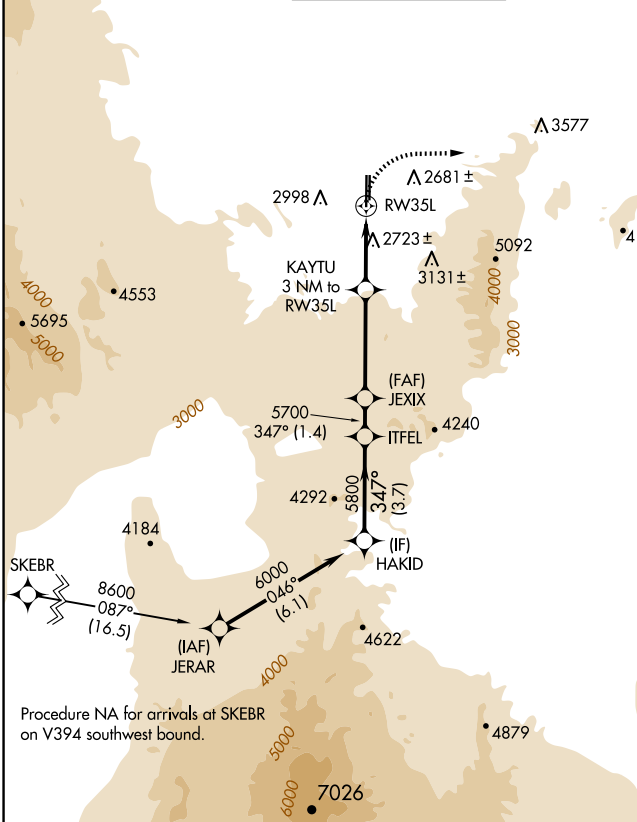 3577
2681±
2998
RW35L
2723±
4
5092
3131±
KAYTU
3 NM to
RW35L
4000
4553
4000
5695
5000
3000
(FAF)
JEXIX
3000
5700
347° (1.4)
ITFEL
4240
4292
5800
347°
(3.7)
4184
(IF)
HAKID
SKEBR
8600
087°
(16.5)
6000
046°
(6.1)
(IAF)
JERAR
4622
4000
Procedure NA for arrivals at SKEBR
on V394 southwest bound.
4879
5000
6000
7026